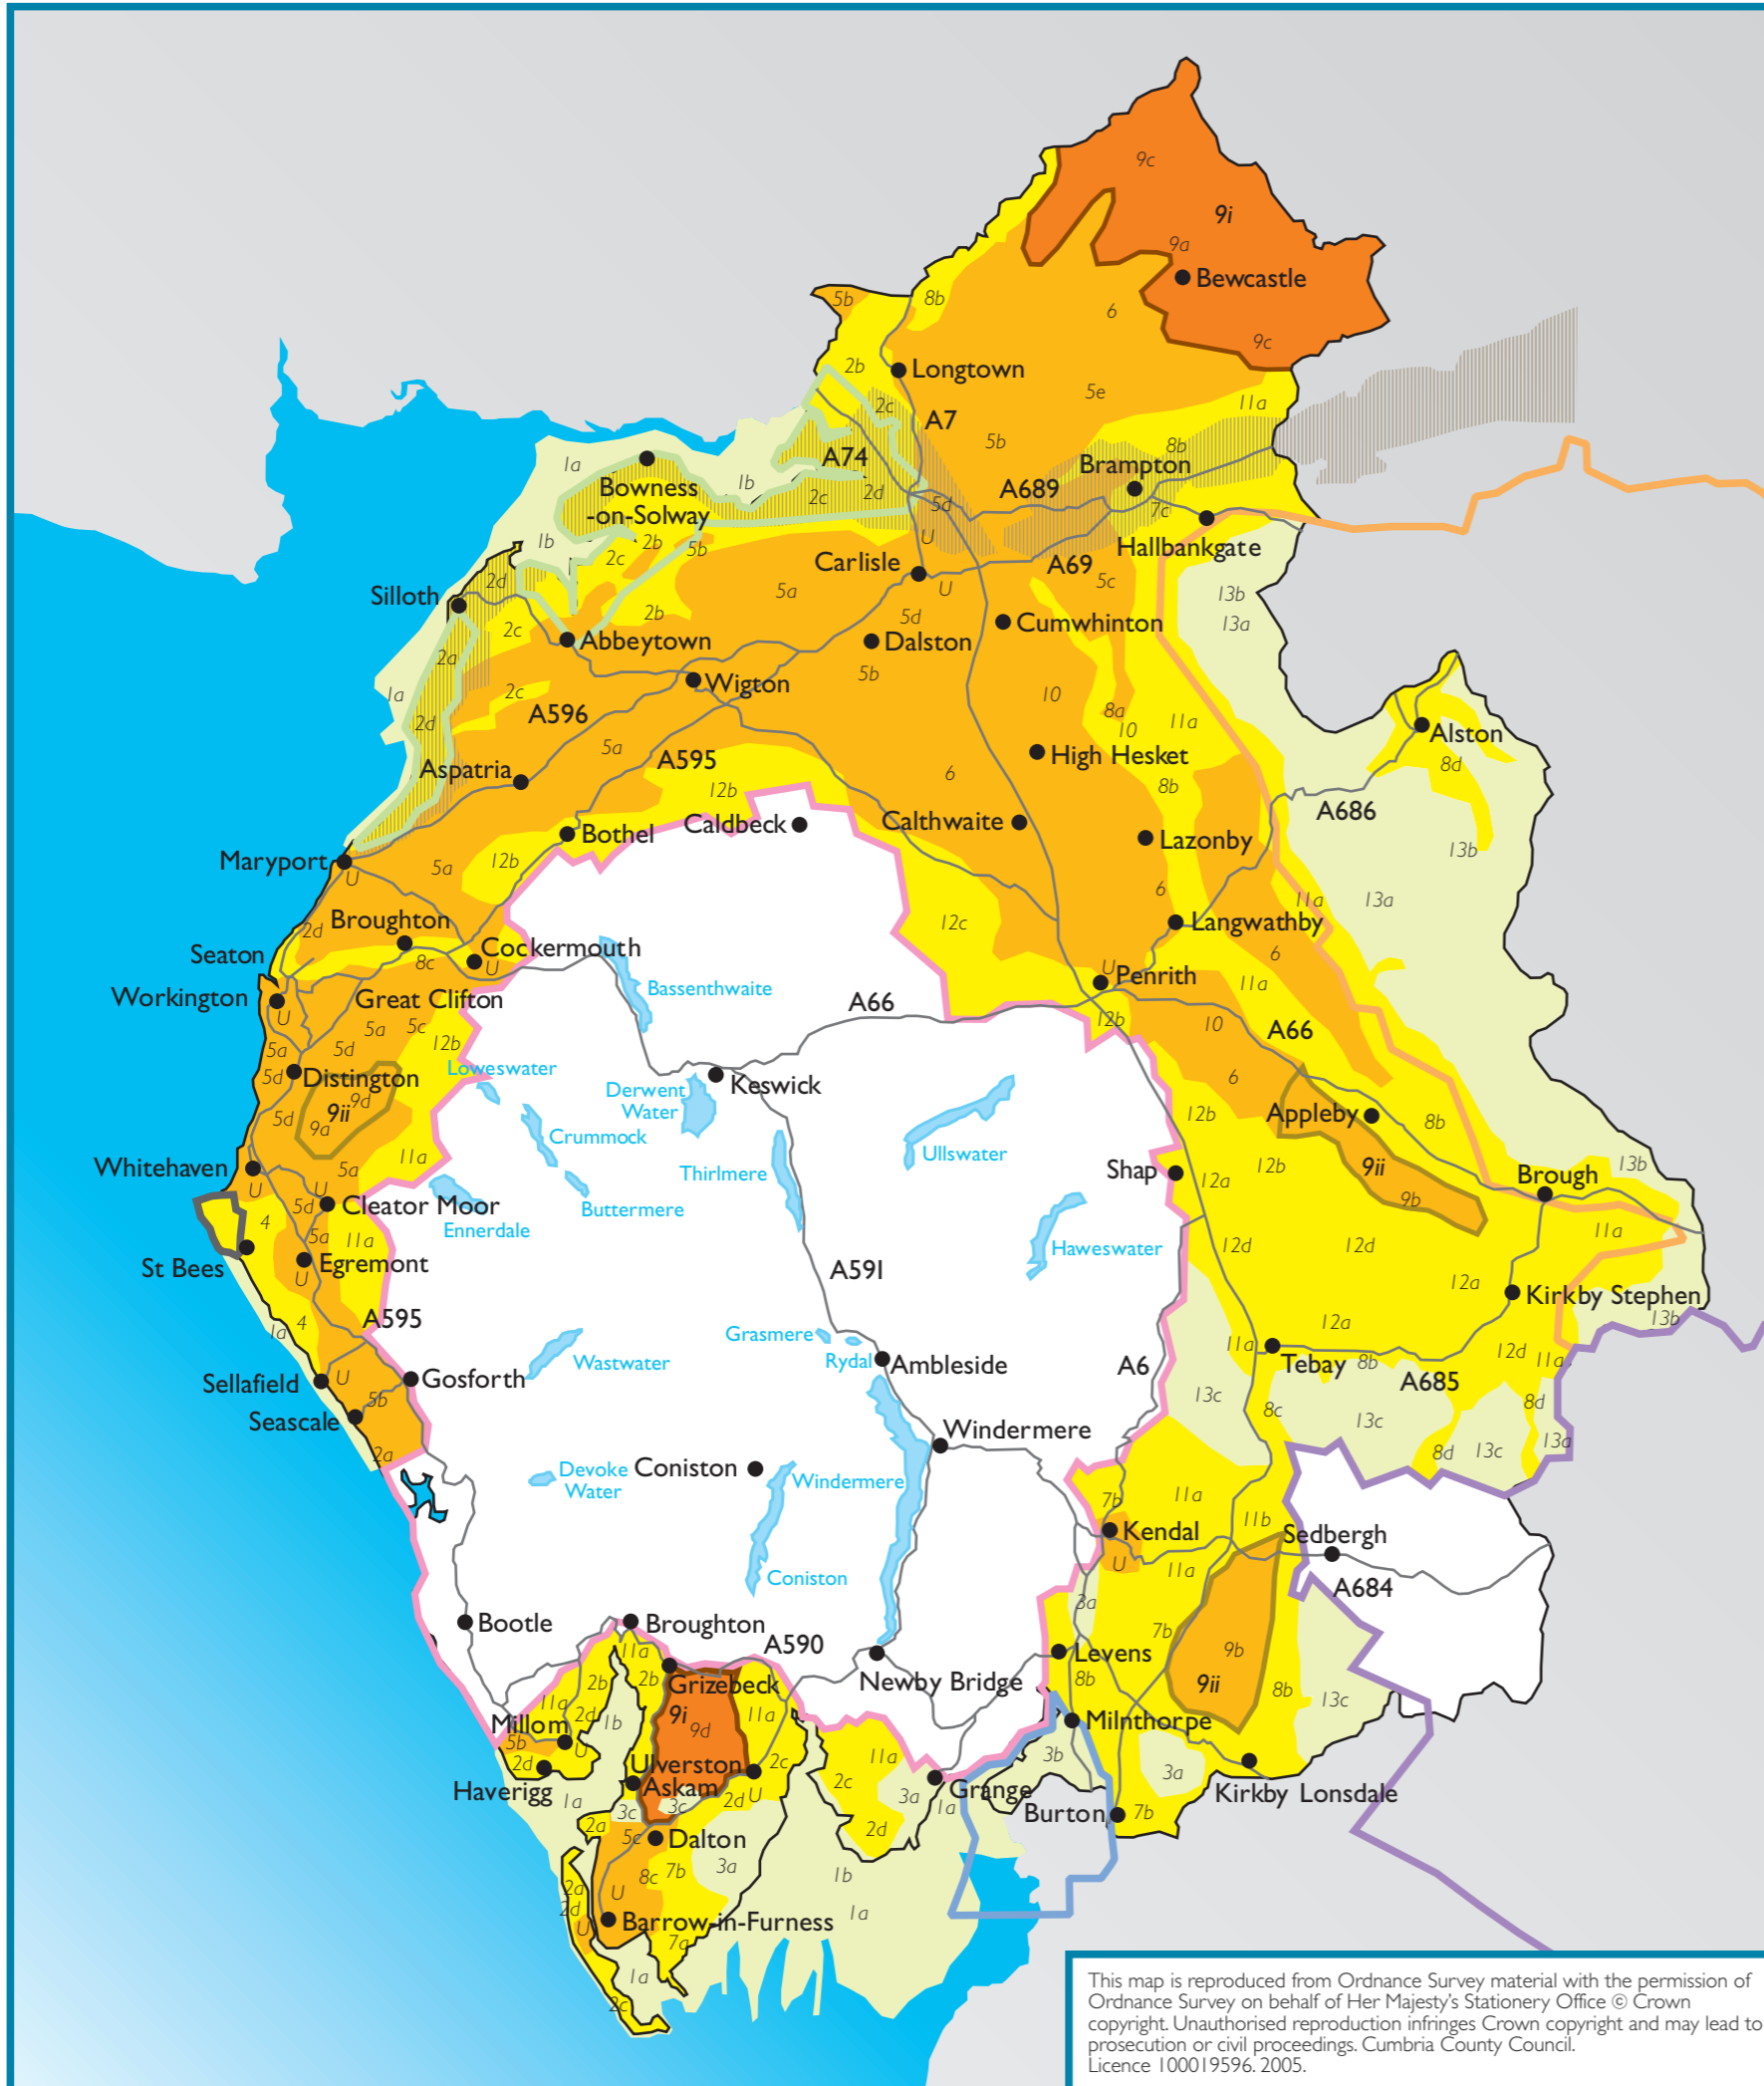 9c
9i
9a
Bewcastle
5b
8b
6
9c
2b
Longtown
5e
11a
2c
A7
5b
8b
1a
A74
Brampton
Bowness
-on-Solway
1b
2c
2d
5d
A689
7c
U
Hallbankgate
1b
2b
2c
5b
Carlisle
A69
5c
Silloth
2d
5a
U
13b
2b
5d
13a
2c
Abbeytown
Dalston
Cumwhinton
2a
5b
1a
2c
Wigton
10
8a
10
11a
2d
A596
5a
A595
High Hesket
Alston
8d
Aspatria
6
8b
12b
A686
Bothel
Caldbeck
Calthwaite
Lazonby
13b
Maryport
U
5a
12b
6
11a
13a
2d
Broughton
12c
Langwathby
Seaton
8c
Cockermouth
U
6
Workington
U
Great Clifton
Bassenthwaite
A66
U
Penrith
11a
5a
5c
12b
12b
10
A66
5a
5d
5d
Distington
Loweswater
Derwent
Water
Keswick
6
9ii
9d
9a
5d
Crummock
12b
Appleby
8b
Whitehaven
5a
11a
Thirlmere
Ullswater
Shap
12a
12b
9ii
9b
Brough
13b
U
U
Cleator Moor
Buttermere
5d
4
Ennerdale
11a
5a
11a
St Bees
Egremont
U
Haweswater
12d
12d
12a
Kirkby Stephen
13b
A591
1a
4
A595
Grasmere
Rydal
Ambleside
12a
11a
Tebay
8b
12d
11a
Wastwater
A6
Sellafield
U
Gosforth
A685
5b
Seascale
13c
8c
13c
8d
2a
Windermere
8d
13c
13a
Devoke
Water
Coniston
Windermere
7b
11a
11b
Kendal
Sedbergh
U
11a
Coniston
A684
3a
Bootle
Broughton
A590
7b
11a
Levens
9b
2b
2b
Grizebeck
Newby Bridge
8b
9ii
8b
13c
11a
2d
9i
9d
11a
Millom
1b
Milnthorpe
5b
U
2d
Ulverston
2c
11a
3b
Haverigg
Askam
2c
3a
Grange
3a
Kirkby Lonsdale
1a
3c
3c
2d
U
1a
Burton
7b
2a
5c
Dalton
2d
8c
7b
3a
1b
2a
2d
U
U
Barrow-in-Furness
1a
7a
1a
2c
This map is reproduced from Ordnance Survey material with the permission of
Ordnance Survey on behalf of Her Majesty's Stationery Office © Crown
copyright. Unauthorised reproduction infringes Crown copyright and may lead to
prosecution or civil proceedings. Cumbria County Council.
Licence 100019596. 2005.